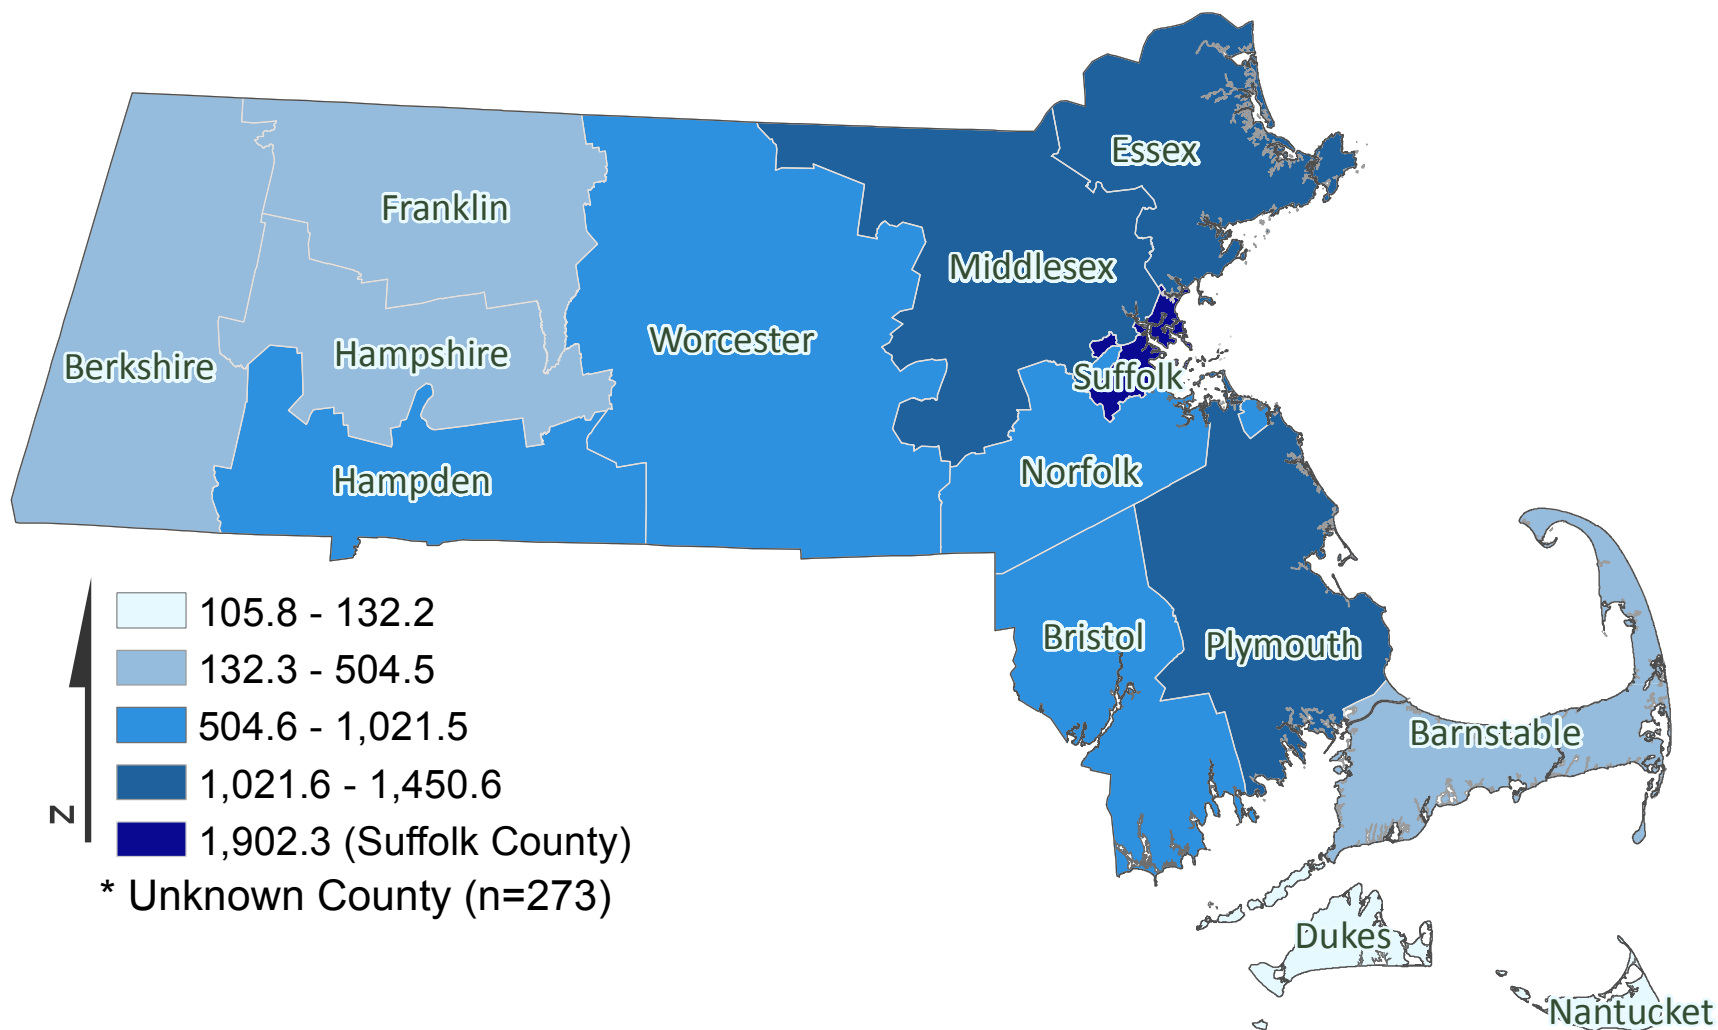 Essex
Franklin
Middlesex
Worcester
Hampshire
Berkshire
Suffolk
Norfolk
Hampden
Bristol
Plymouth
Barnstable
Dukes
Nantucket
105.8 - 132.2
132.3 - 504.5
504.6 - 1,021.5
1,021.6 - 1,450.6
1,902.3 (Suffolk County)
* Unknown County (n=273)
N